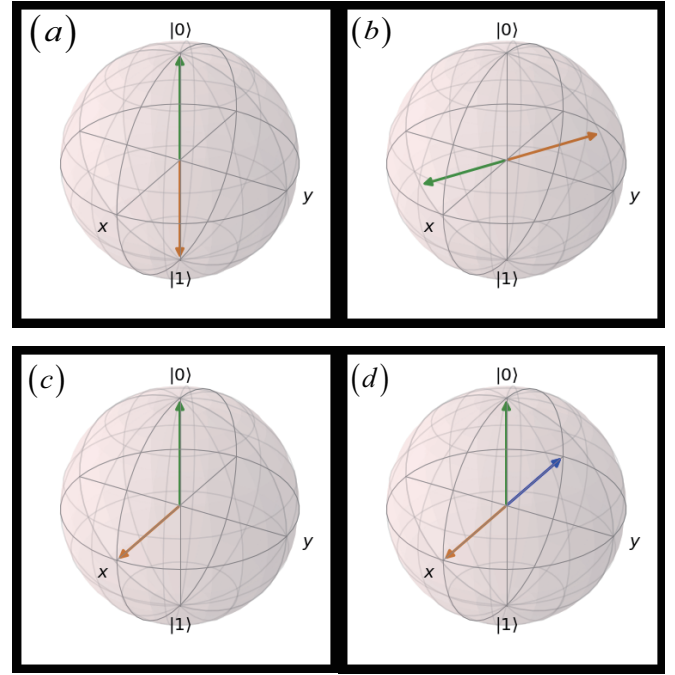 (a)
|0⟩
x
y
|1⟩
(b)
|0⟩
x
y
|1⟩
(c)
|0⟩
x
y
|1⟩
(d)
|0⟩
x
y
|1⟩